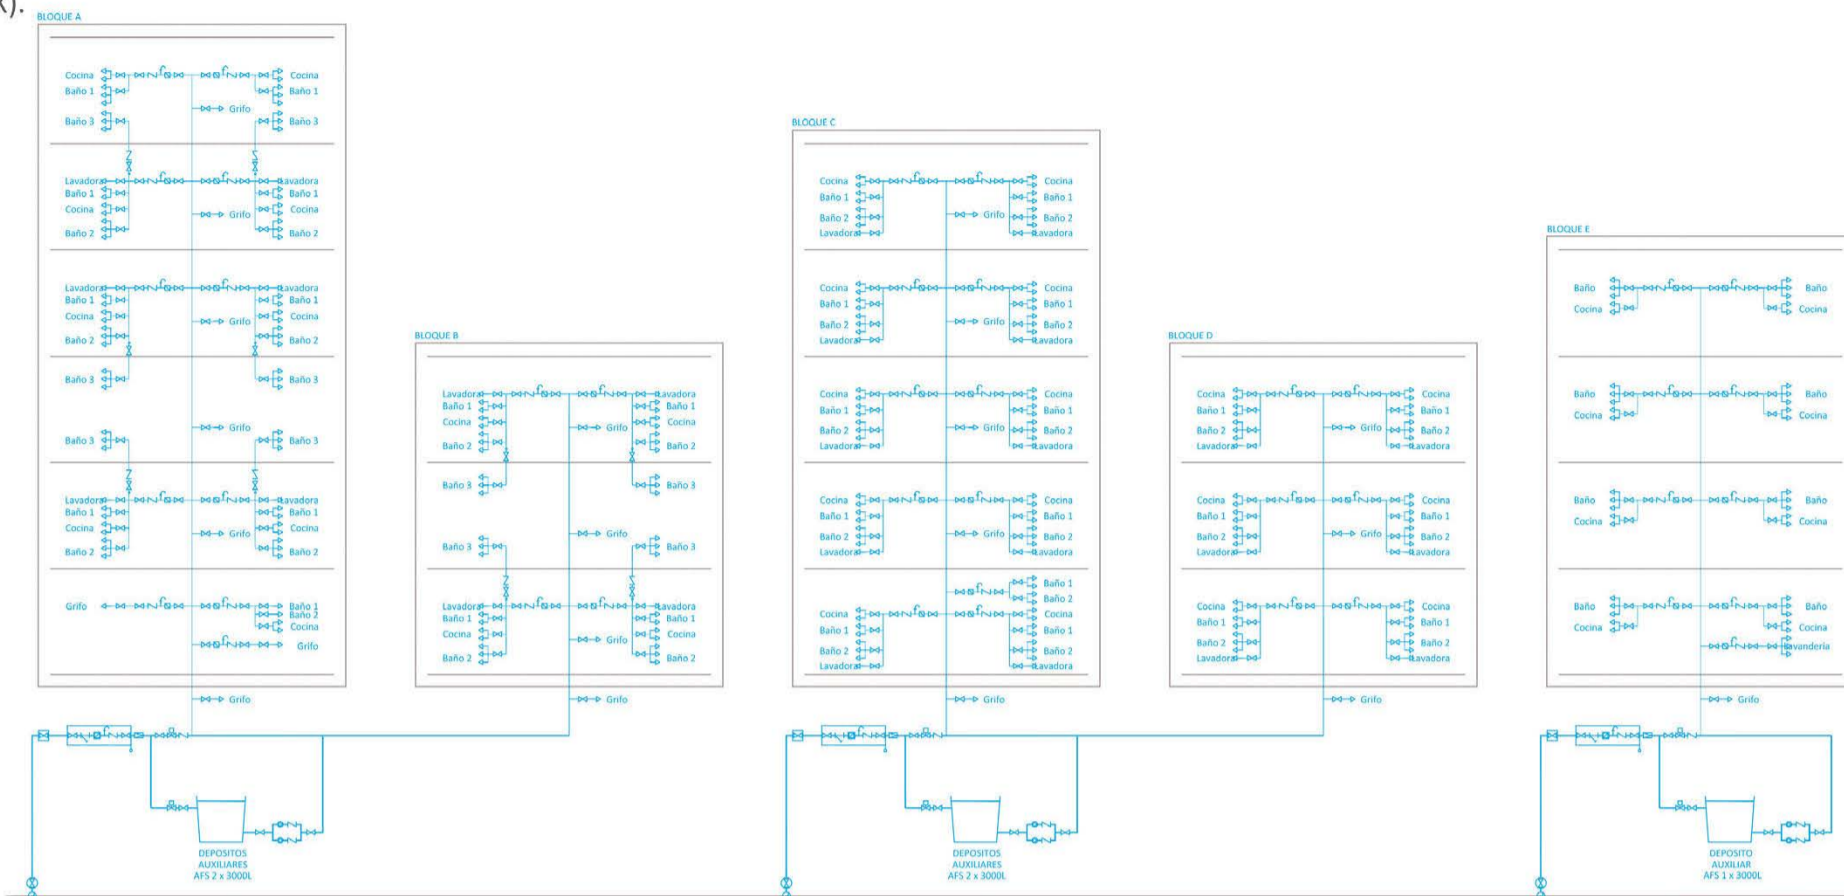 BLOQUE A
Cocina Cocina
Baño 1 Baño 1
Grifo
Baño 3 Baño 3
Lavadora Lavadora
Baño 1 Baño 1
Cocina Cocina
Grifo
Baño 2 Baño 2
Lavadora Lavadora
Baño 1 Baño 1
Cocina Cocina
Grifo
Baño 2 Baño 2
Baño 3 Baño 3
Grifo
Baño 3 Baño 3
Lavadora Lavadora
Baño 1 Baño 1
Cocina Cocina
Grifo
Baño 2 Baño 2
Grifo Baño 1
Baño 2
Cocina
Grifo
Grifo
DEPOSITOS
AUXILIARES
AFS 2 x 3000L
BLOQUE B
Lavadora Lavadora
Baño 1 Baño 1
Cocina Cocina
Grifo
Baño 2 Baño 2
Baño 3 Baño 3
Grifo
Baño 3 Baño 3
Lavadora Lavadora
Baño 1 Baño 1
Cocina Cocina
Grifo
Baño 2 Baño 2
Grifo
BLOQUE C
Cocina Cocina
Baño 1 Baño 1
Grifo
Baño 2 Baño 2
Lavadora Lavadora
Cocina Cocina
Baño 1 Baño 1
Grifo
Baño 2 Baño 2
Lavadora Lavadora
Cocina Cocina
Baño 1 Baño 1
Grifo
Baño 2 Baño 2
Lavadora Lavadora
Cocina Cocina
Baño 1 Baño 1
Grifo
Baño 2 Baño 2
Lavadora Lavadora
Baño 1
Baño 2
Cocina Cocina
Baño 1 Baño 1
Baño 2 Baño 2
Lavadora Lavadora
Grifo
DEPOSITOS
AUXILIARES
AFS 2 x 3000L
BLOQUE D
Cocina Cocina
Baño 1 Baño 1
Grifo
Baño 2 Baño 2
Lavadora Lavadora
Cocina Cocina
Baño 1 Baño 1
Grifo
Baño 2 Baño 2
Lavadora Lavadora
Cocina Cocina
Baño 1 Baño 1
Baño 2 Baño 2
Lavadora Lavadora
Grifo
BLOQUE E
Baño Baño
Cocina Cocina
Baño Baño
Cocina Cocina
Baño Baño
Cocina Cocina
Baño Baño
Cocina Cocina
Lavanderia
Grifo
DEPOSITO
AUXILIAR
AFS 1 x 3000L